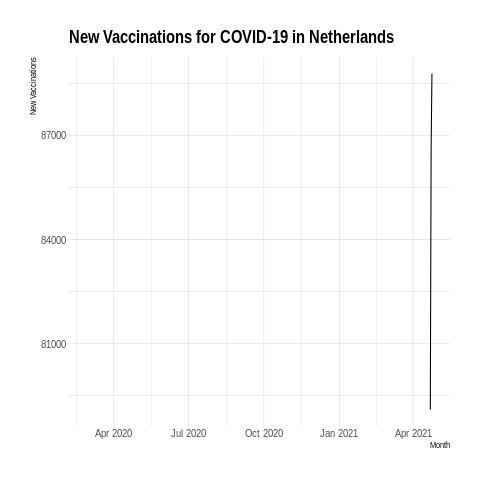 New Vaccinations for COVID-19 in Netherlands
New Vaccinations
87000
84000
81000
Apr 2020
Jul 2020
Oct 2020
Jan 2021
Apr 2021
Month